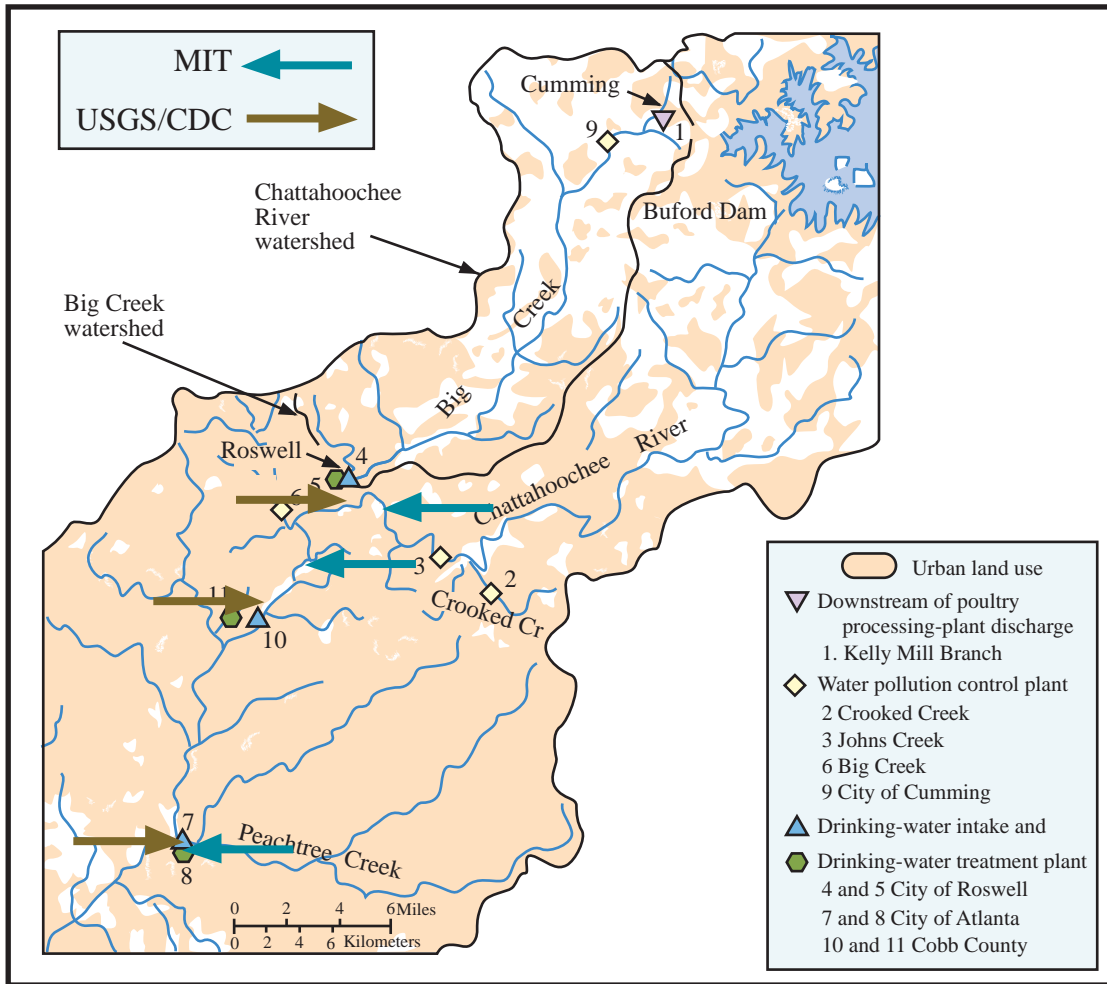 MIT
USGS/CDC
Cumming
9
1
Chattahoochee
River
watershed
Buford Dam
Big Creek
watershed
Creek
Big
Roswell
4
5
6
River
Chattahoochee
3
2
Crooked Cr
11
10
7
8
Peachtree Creek
0 2 4 6 Miles
0 2 4 6 Kilometers
Urban land use
Downstream of poultry
processing-plant discharge
1. Kelly Mill Branch
Water pollution control plant
2 Crooked Creek
3 Johns Creek
6 Big Creek
9 City of Cumming
Drinking-water intake and
Drinking-water treatment plant
4 and 5 City of Roswell
7 and 8 City of Atlanta
10 and 11 Cobb County